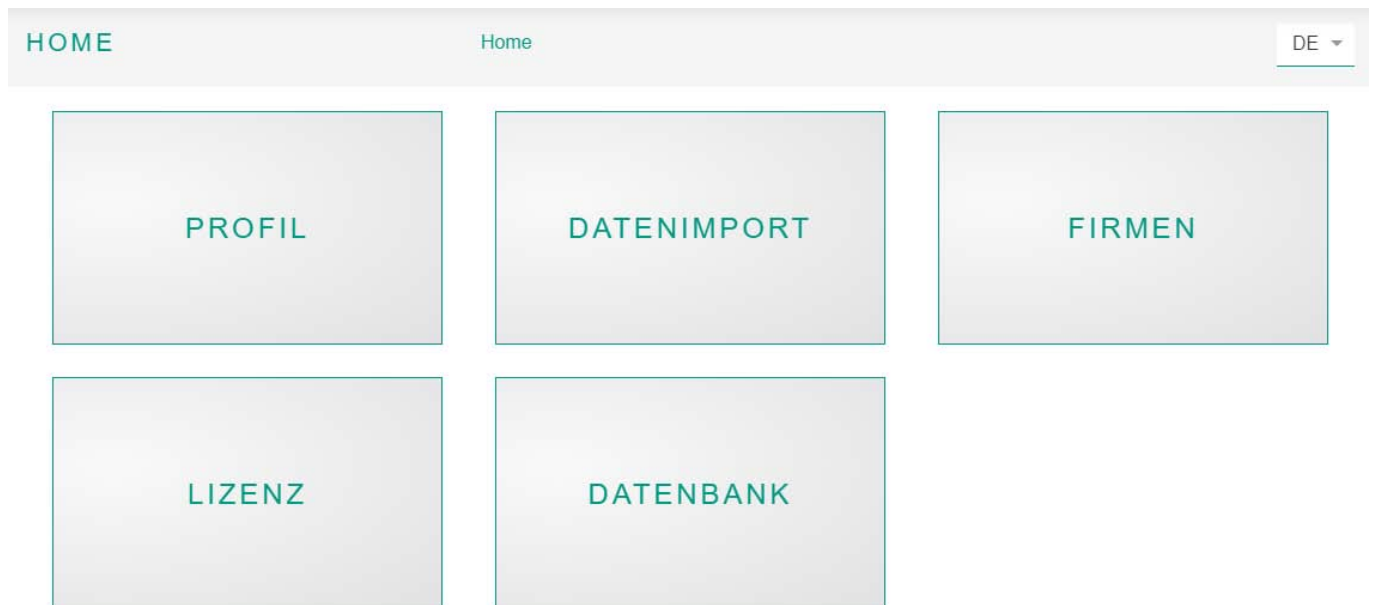 HOME
Home
DE
PROFIL
DATENIMPORT
FIRMEN
LIZENZ
DATENBANK